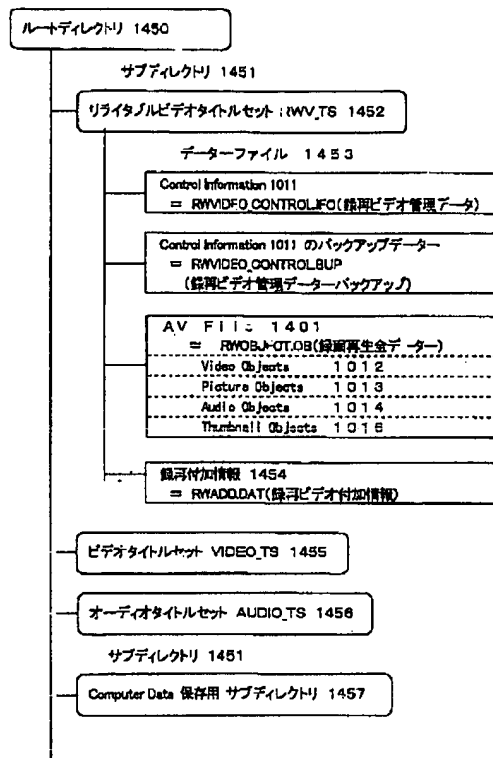 ルートディレクトリ 1450
サブディレクトリ 1451
リライタブルビデオタイトルセット RWV_TS 1452
データーファイル 1453
Control Information 1011
= RWVIDEO_CONTROL.IFO(録再ビデオ管理データ)
Control Information 1011 のバックアップデーター
= RWVIDEO_CONTROL.BUP
(録再ビデオ管理データーバックアップ)
AV File 1401
= RWOBJECT.OB(録画再生全データー)
Video Objects 1012
Picture Objects 1013
Audio Objects 1014
Thumbnail Objects 1016
録再付加情報 1454
= RWADD.DAT(録再ビデオ付加情報)
ビデオタイトルセット VIDEO_TS 1455
オーディオタイトルセット AUDIO_TS 1456
サブディレクトリ 1451
Computer Data 保存用 サブディレクトリ 1457